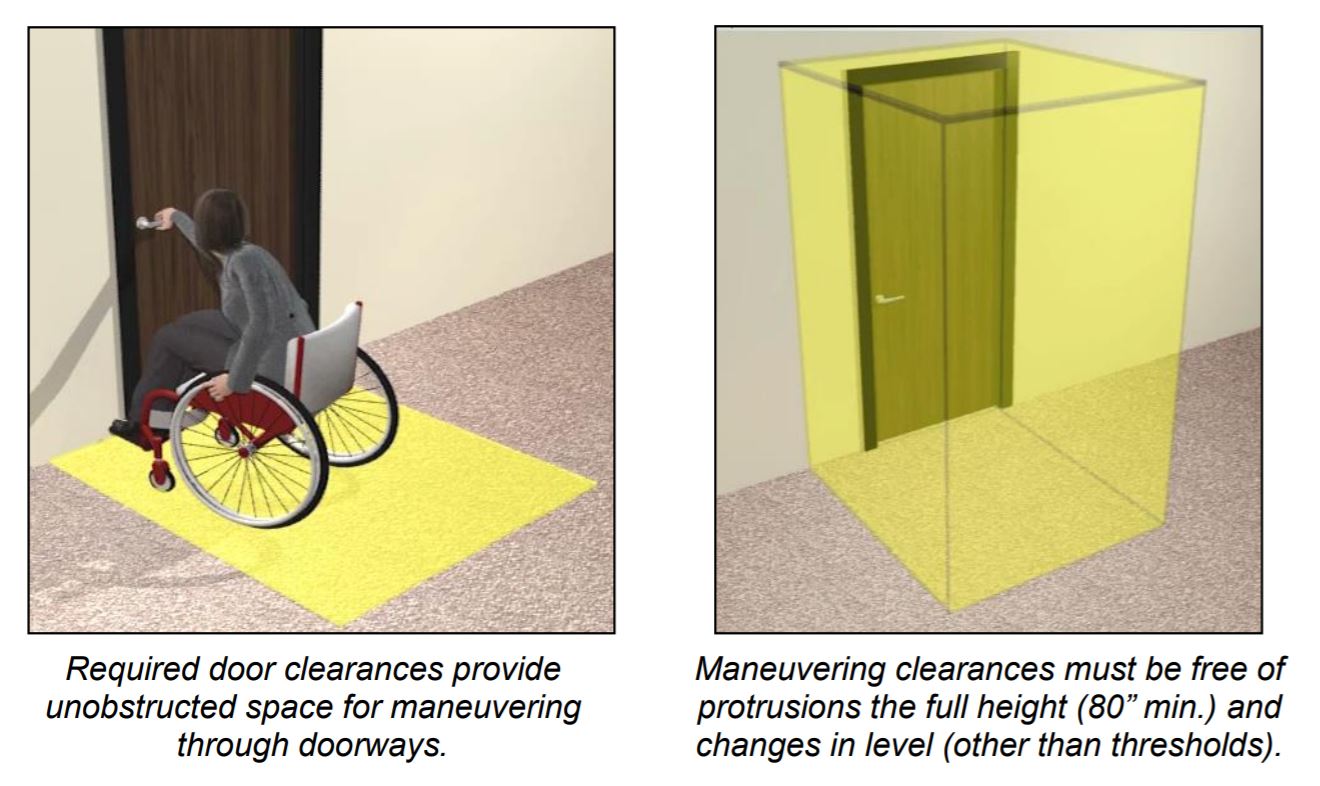 Required door clearances provide
unobstructed space for maneuvering
through doorways.
Maneuvering clearances must be free of
protrusions the full height (80” min.) and
changes in level (other than thresholds).